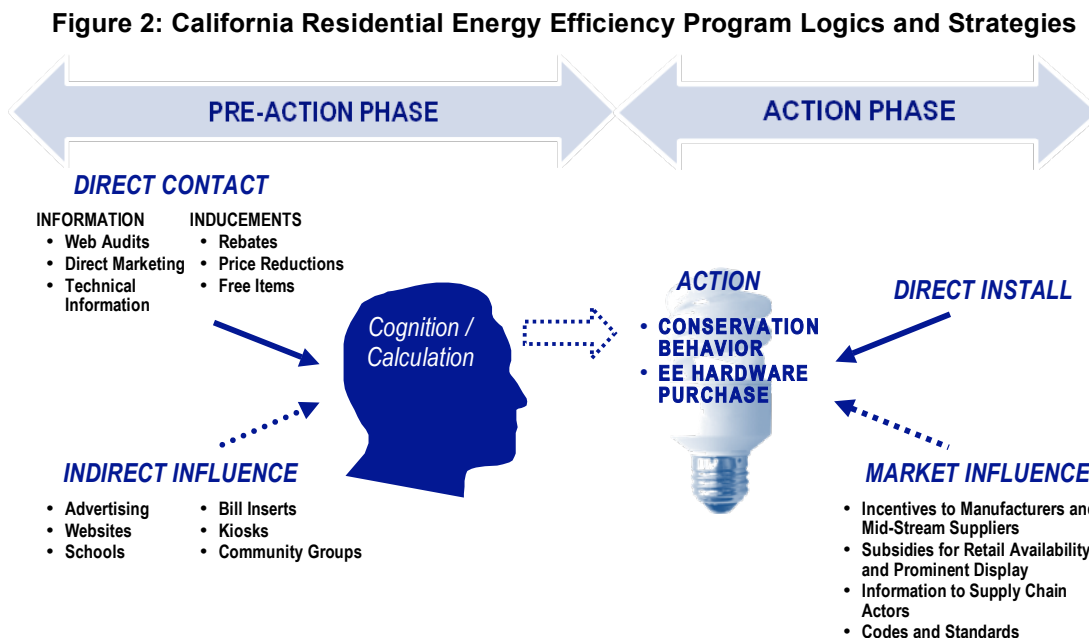 Figure 2: California Residential Energy Efficiency Program Logics and Strategies
PRE-ACTION PHASE
ACTION PHASE
DIRECT CONTACT
INFORMATION
• Web Audits
• Direct Marketing
• Technical
Information
INDUCEMENTS
• Rebates
• Price Reductions
• Free Items
Cognition /
Calculation
ACTION
• CONSERVATION
BEHAVIOR
• EE HARDWARE
PURCHASE
DIRECT INSTALL
INDIRECT INFLUENCE
• Advertising
• Websites
• Schools
• Bill Inserts
• Kiosks
• Community Groups
MARKET INFLUENCE
• Incentives to Manufacturers and
Mid-Stream Suppliers
• Subsidies for Retail Availability
and Prominent Display
• Information to Supply Chain
Actors
• Codes and Standards